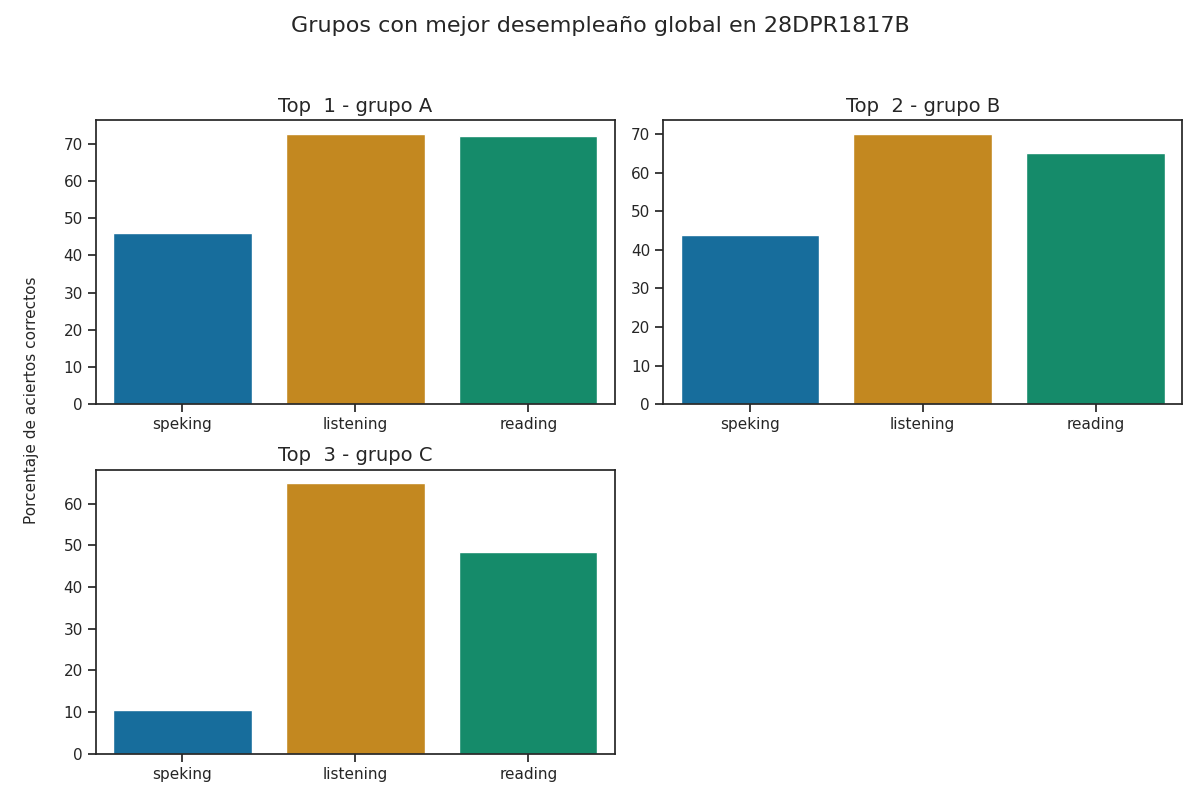 Grupos con mejor desempleaño global en 28DPR1817B
Porcentaje de aciertos correctos
Top  1 - grupo A
70
60
50
40
30
20
10
0
speking listening reading
Top  2 - grupo B
70
60
50
40
30
20
10
0
speking listening reading
Top  3 - grupo C
60
50
40
30
20
10
0
speking listening reading